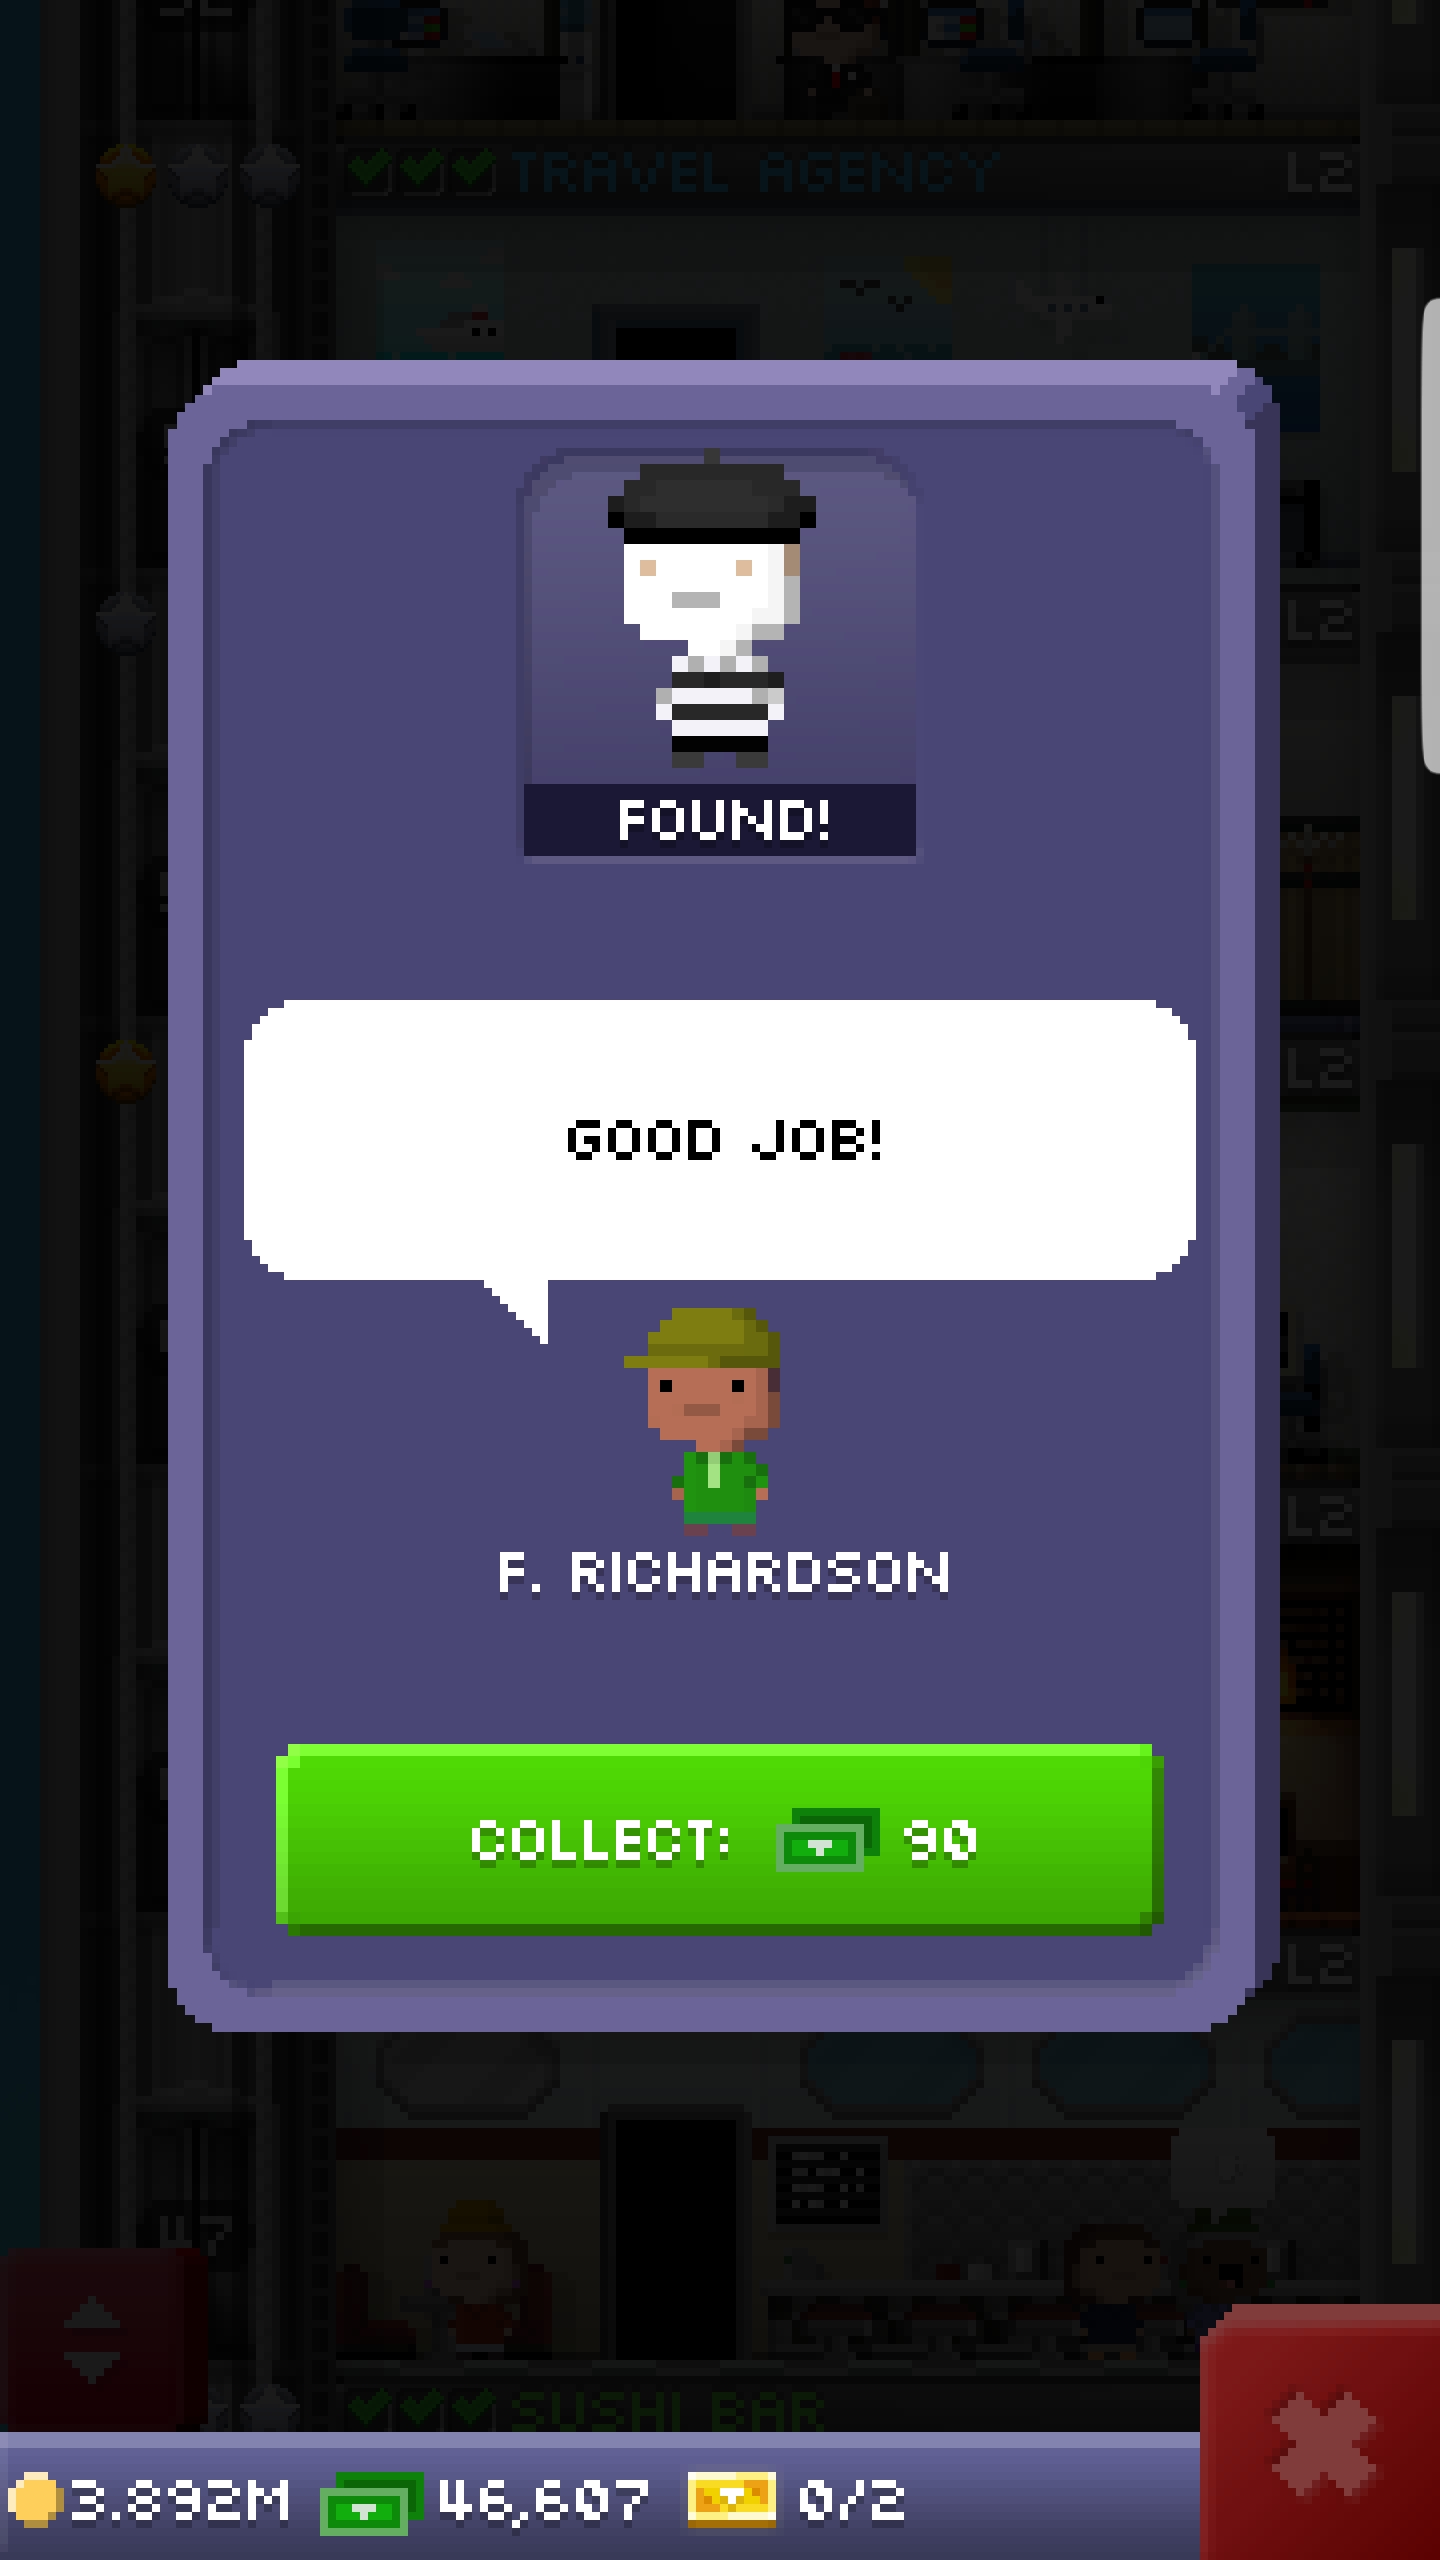 TRAVEL AGENCY L2
L2
FOUND!
L2
GOOD JOB!
L2
F. RICHARDSON
COLLECT: 90
L2
47
SUSHI BAR
3.892M 46,607 0/2